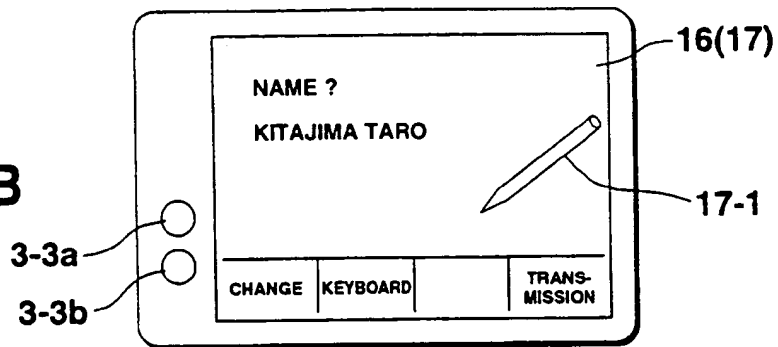 16(17)
NAME ?
KITAJIMA TARO
B
17-1
3-3a
3-3b
CHANGE
KEYBOARD
TRANS-
MISSION